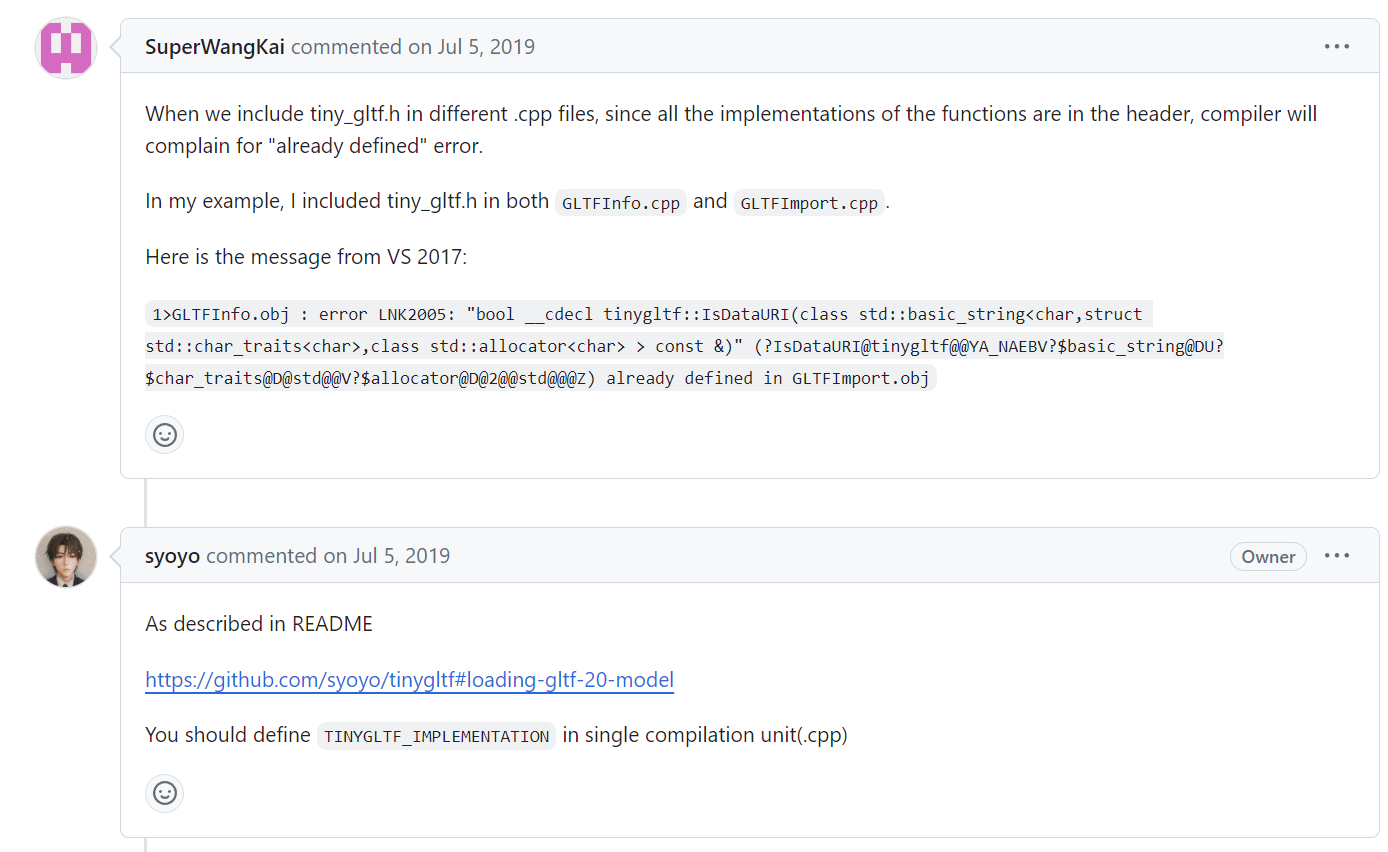 SuperWangKai commented on Jul 5, 2019
When we include tiny_gltf.h in different .cpp files, since all the implementations of the functions are in the header, compiler will
complain for "already defined" error.
In my example, I included tiny_gltf.h in both GLTFInfo.cpp and GLTFImport.cpp.
Here is the message from VS 2017:
1>GLTFInfo.obj : error LNK2005: "bool __cdecl tinygltf::IsDataURI(class std::basic_string<char,struct
std::char_traits<char>,class std::allocator<char> > const &)" (?IsDataURI@tinygltf@@YA_NAEBV?$basic_string@DU?
$char_traits@D@std@@V?$allocator@D@2@@std@@@Z) already defined in GLTFImport.obj
syoyo commented on Jul 5, 2019 Owner
As described in README
https://github.com/syoyo/tinygltf#loading-gltf-20-model
You should define TINYGLTF_IMPLEMENTATION in single compilation unit(.cpp)